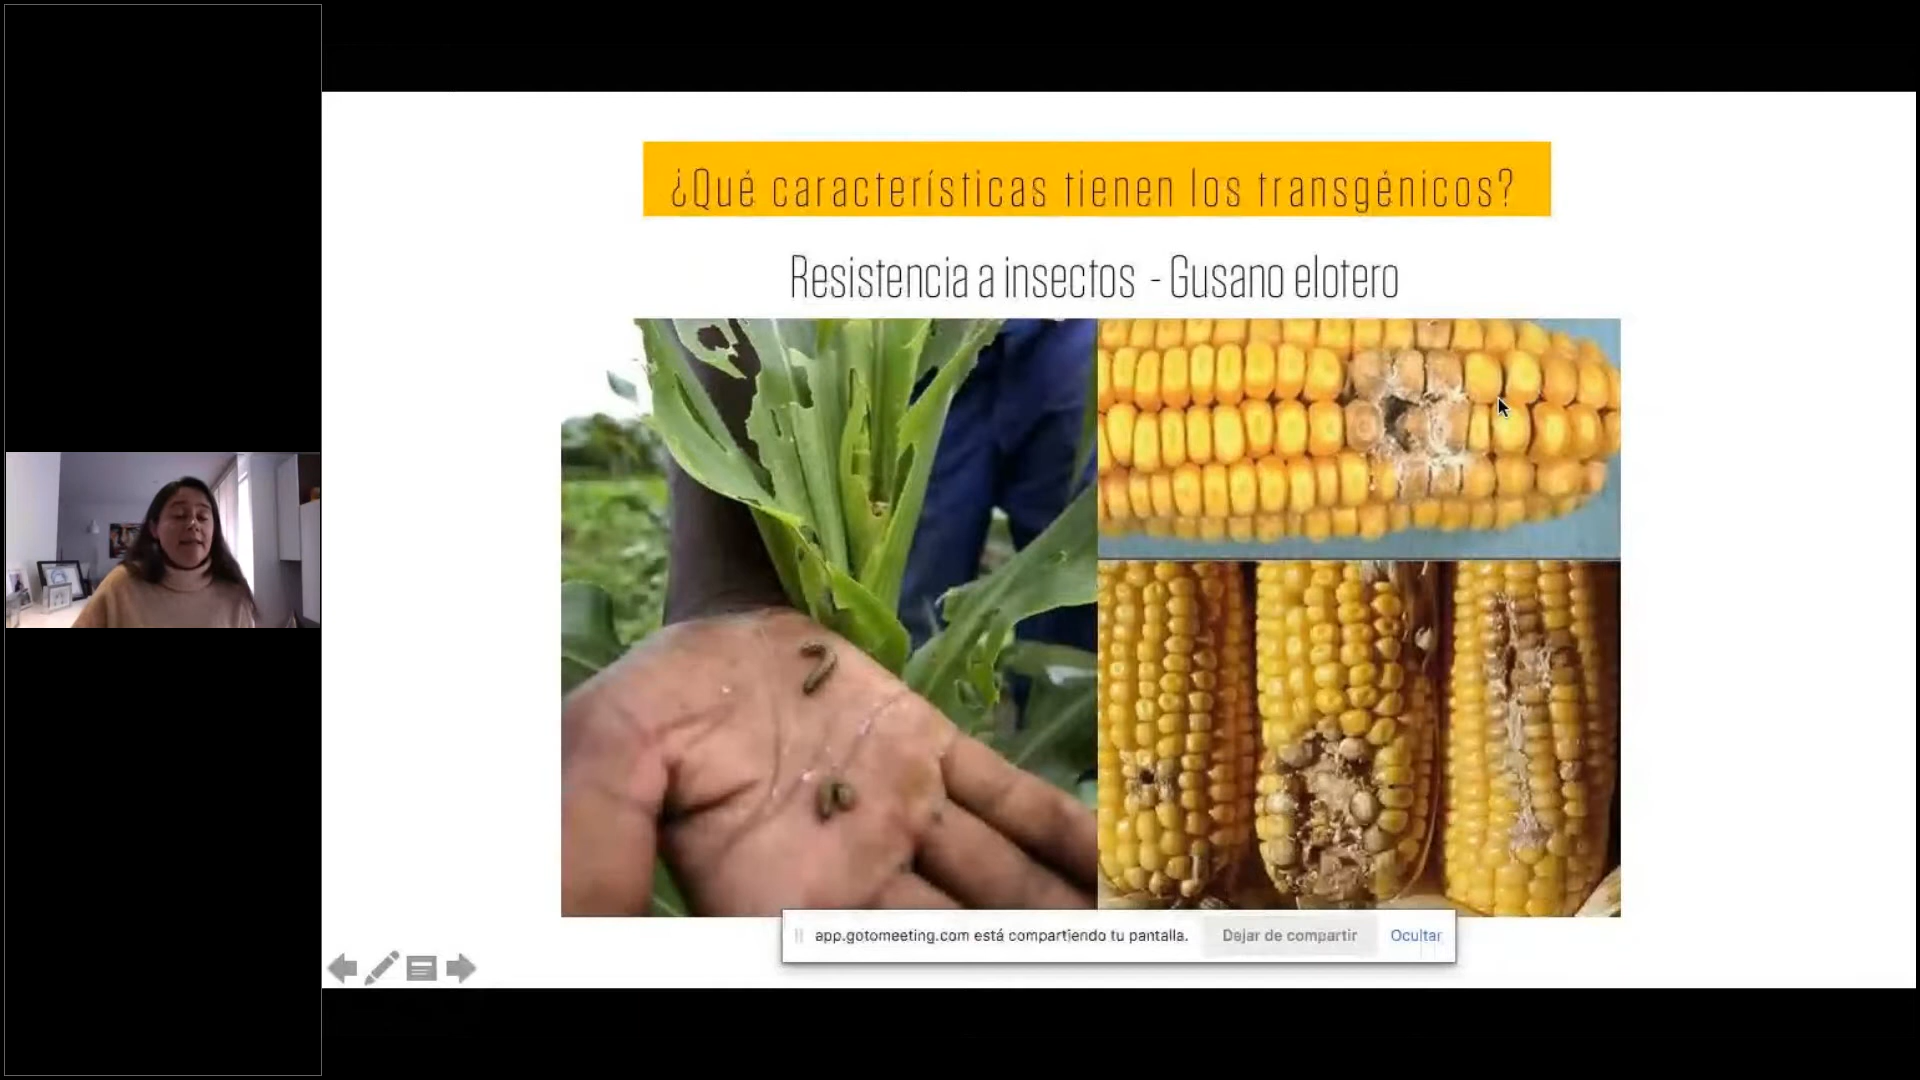 ¿Qué características tienen los transgénicos?
Resistencia a insectos - Gusano elotero
app.gotomeeting.com está compartiendo tu pantalla. Dejar de compartir Ocultar